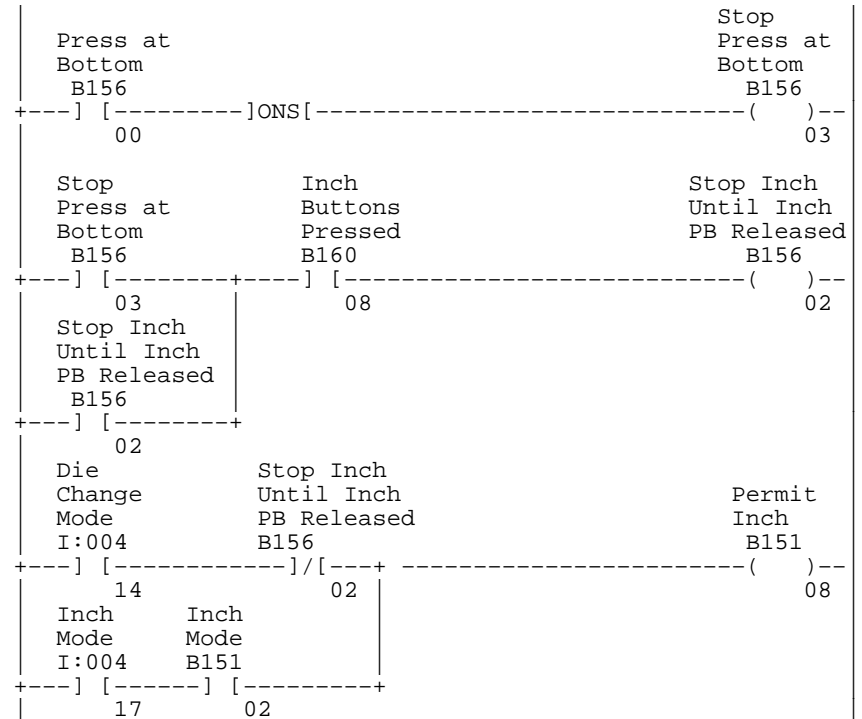 Stop
Press at Press at
Bottom Bottom
B156 B156
+---] [---------]ONS[------------------------------( )--
00 03
Stop Inch Stop Inch
Press at Buttons Until Inch
Bottom Pressed PB Released
B156 B160 B156
+---] [--------+----] [----------------------------( )--
03 08 02
Stop Inch
Until Inch
PB Released
B156
+---] [--------+
02
Die Stop Inch
Change Until Inch Permit
Mode PB Released Inch
I:004 B156 B151
+---] [------------]/[---+ ------------------------( )--
14 02 08
Inch Inch
Mode Mode
I:004 B151
+---] [------] [---------+
17 02